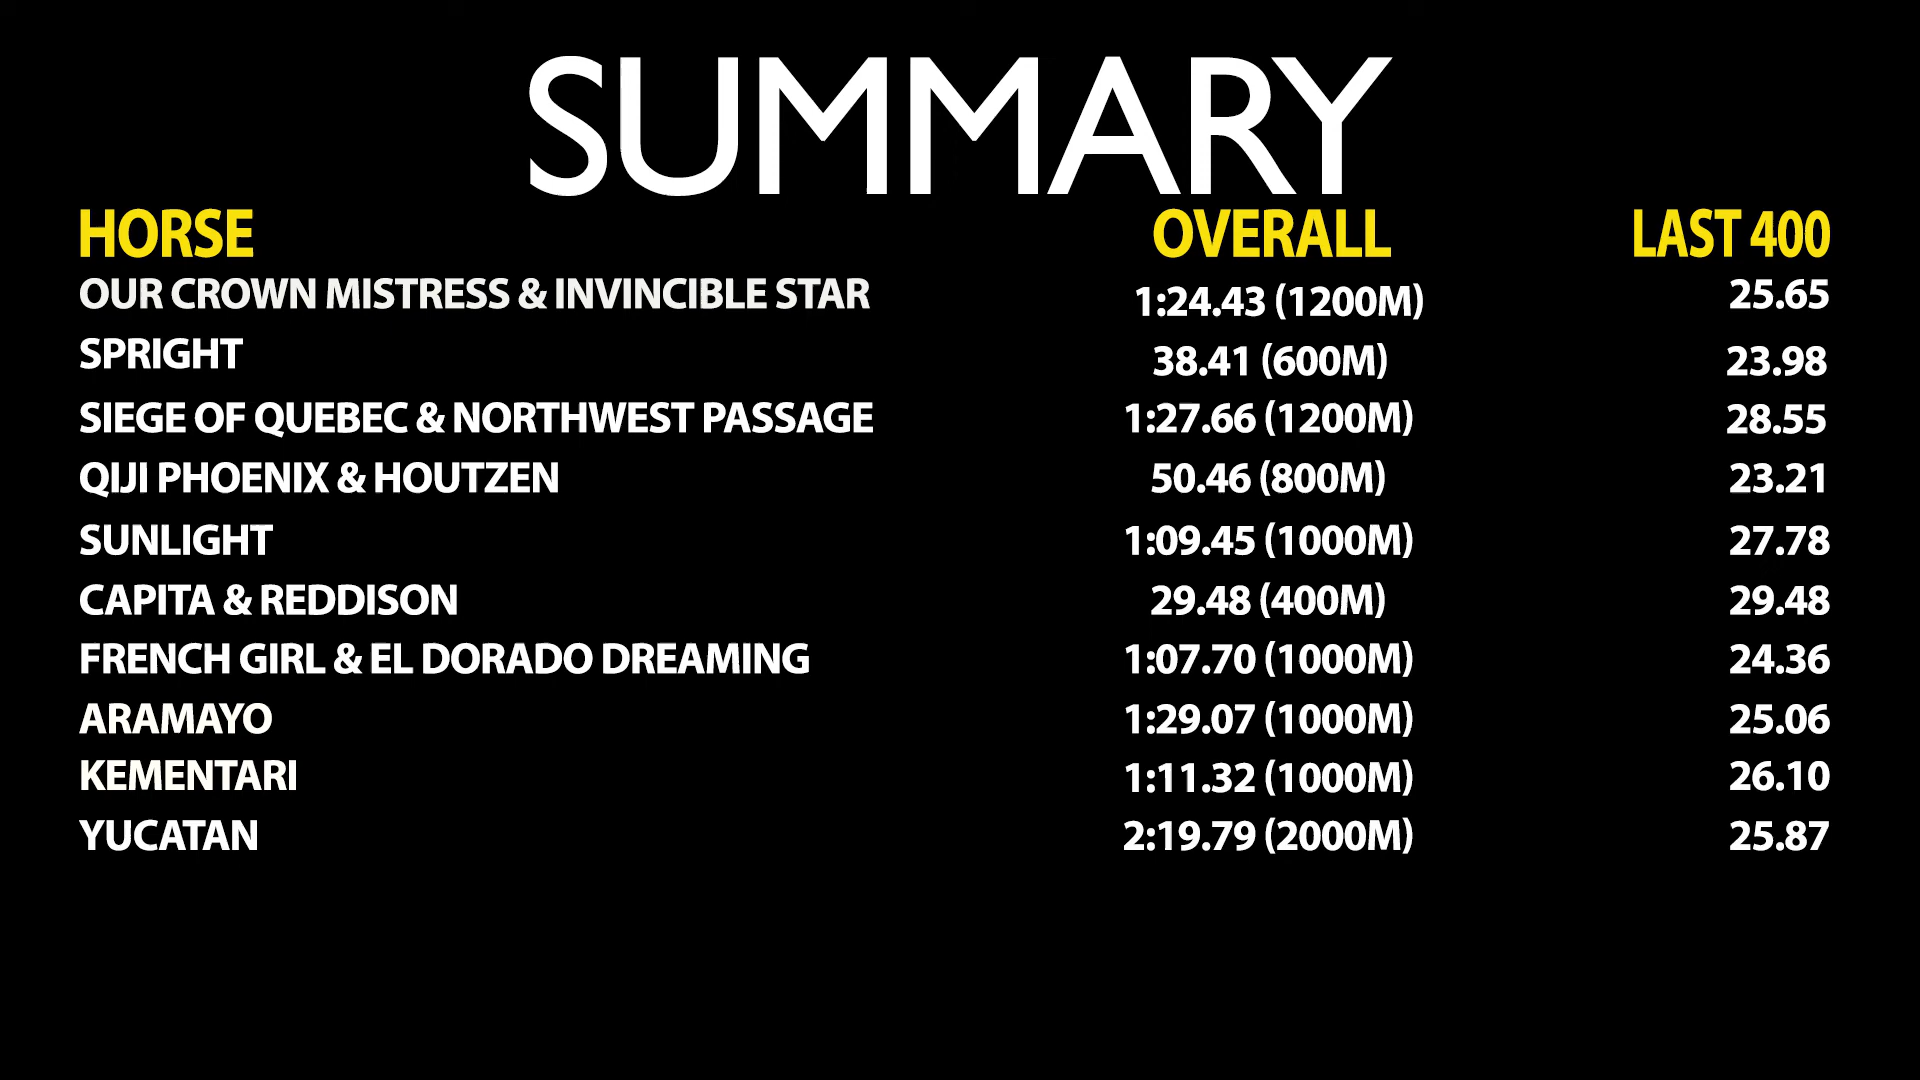 SUMMARY
HORSE OVERALL LAST 400
OUR CROWN MISTRESS & INVINCIBLE STAR 1:24.43 (1200M) 25.65
SPRIGHT 38.41 (600M) 23.98
SIEGE OF QUEBEC & NORTHWEST PASSAGE 1:27.66 (1200M) 28.55
QIJI PHOENIX & HOUTZEN 50.46 (800M) 23.21
SUNLIGHT 1:09.45 (1000M) 27.78
CAPITA & REDDISON 29.48 (400M) 29.48
FRENCH GIRL & EL DORADO DREAMING 1:07.70 (1000M) 24.36
ARAMAYO 1:29.07 (1000M) 25.06
KEMENTARI 1:11.32 (1000M) 26.10
YUCATAN 2:19.79 (2000M) 25.87